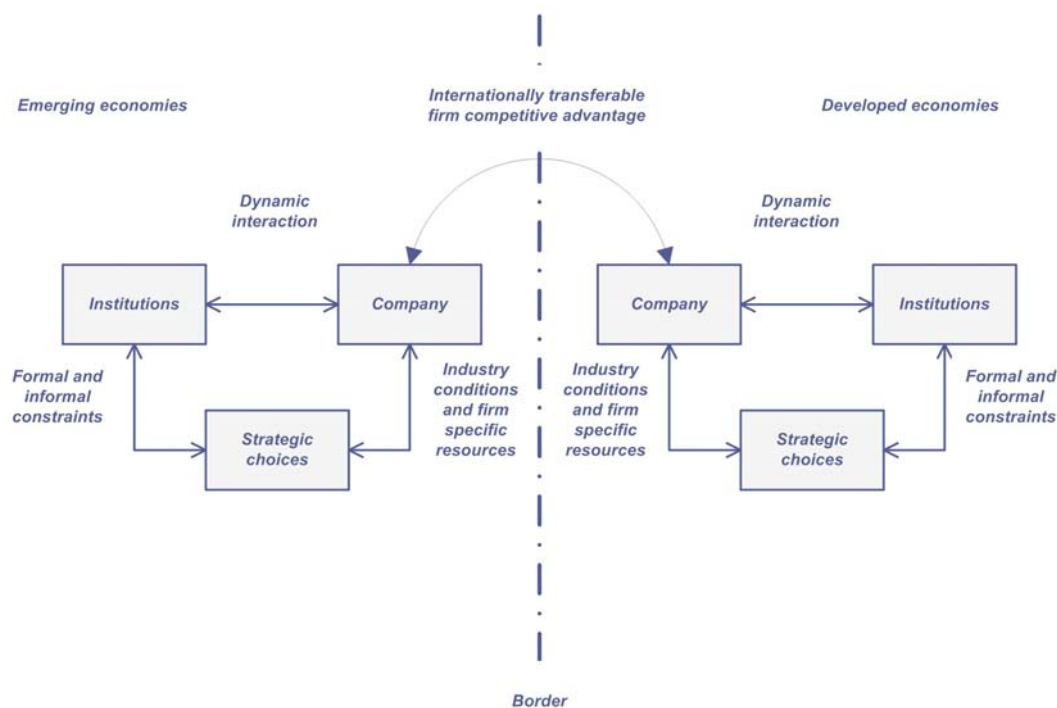 Emerging economies
Internationally transferable
firm competitive advantage
Developed economies
Dynamic
interaction
Dynamic
interaction
Institutions
Company
Company
Institutions
Formal and
informal
constraints
Industry
conditions
and firm
specific
resources
Industry
conditions
and firm
specific
resources
Formal and
informal
constraints
Strategic
choices
Strategic
choices
Border